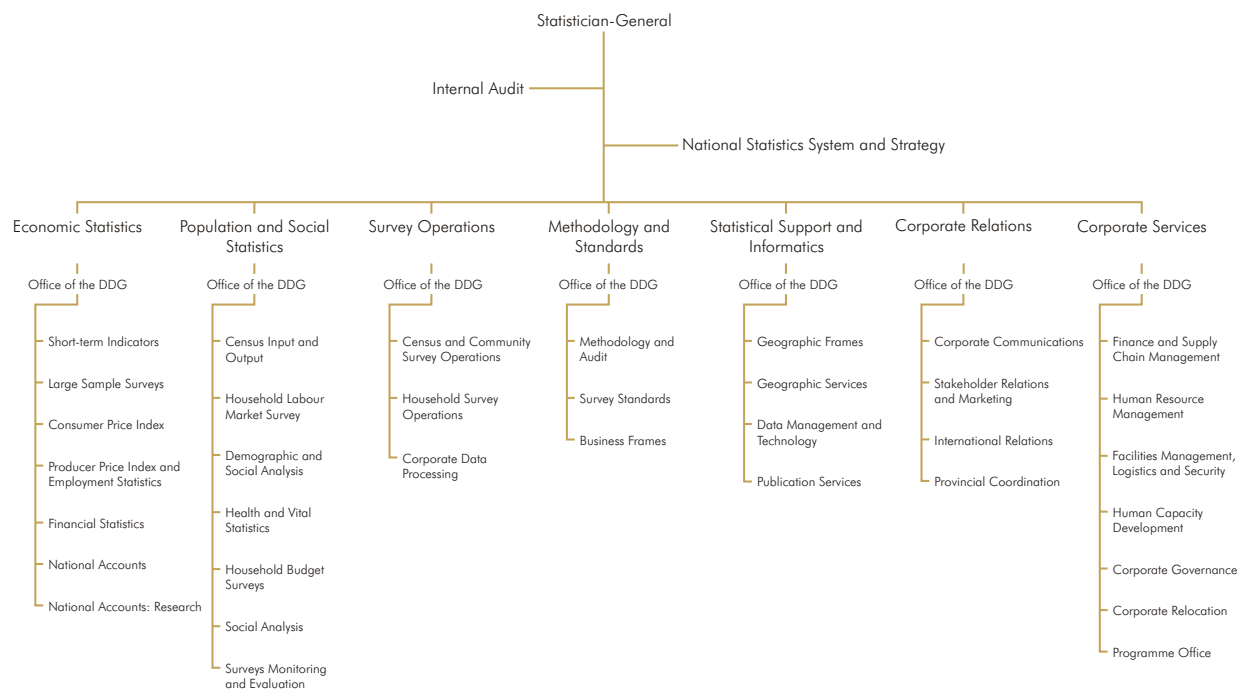 Statistician-General
Internal Audit
National Statistics System and Strategy
Economic Statistics
Office of the DDG
Short-term Indicators
Large Sample Surveys
Consumer Price Index
Producer Price Index and
Employment Statistics
Financial Statistics
National Accounts
National Accounts: Research
Population and Social
Statistics
Office of the DDG
Census Input and
Output
Household Labour
Market Survey
Demographic and
Social Analysis
Health and Vital
Statistics
Household Budget
Surveys
Social Analysis
Surveys Monitoring
and Evaluation
Survey Operations
Office of the DDG
Census and Community
Survey Operations
Household Survey
Operations
Corporate Data
Processing
Methodology and
Standards
Office of the DDG
Methodology and
Audit
Survey Standards
Business Frames
Statistical Support and
Informatics
Office of the DDG
Geographic Frames
Geographic Services
Data Management and
Technology
Publication Services
Corporate Relations
Office of the DDG
Corporate Communications
Stakeholder Relations
and Marketing
International Relations
Provincial Coordination
Corporate Services
Office of the DDG
Finance and Supply
Chain Management
Human Resource
Management
Facilities Management,
Logistics and Security
Human Capacity
Development
Corporate Governance
Corporate Relocation
Programme Office